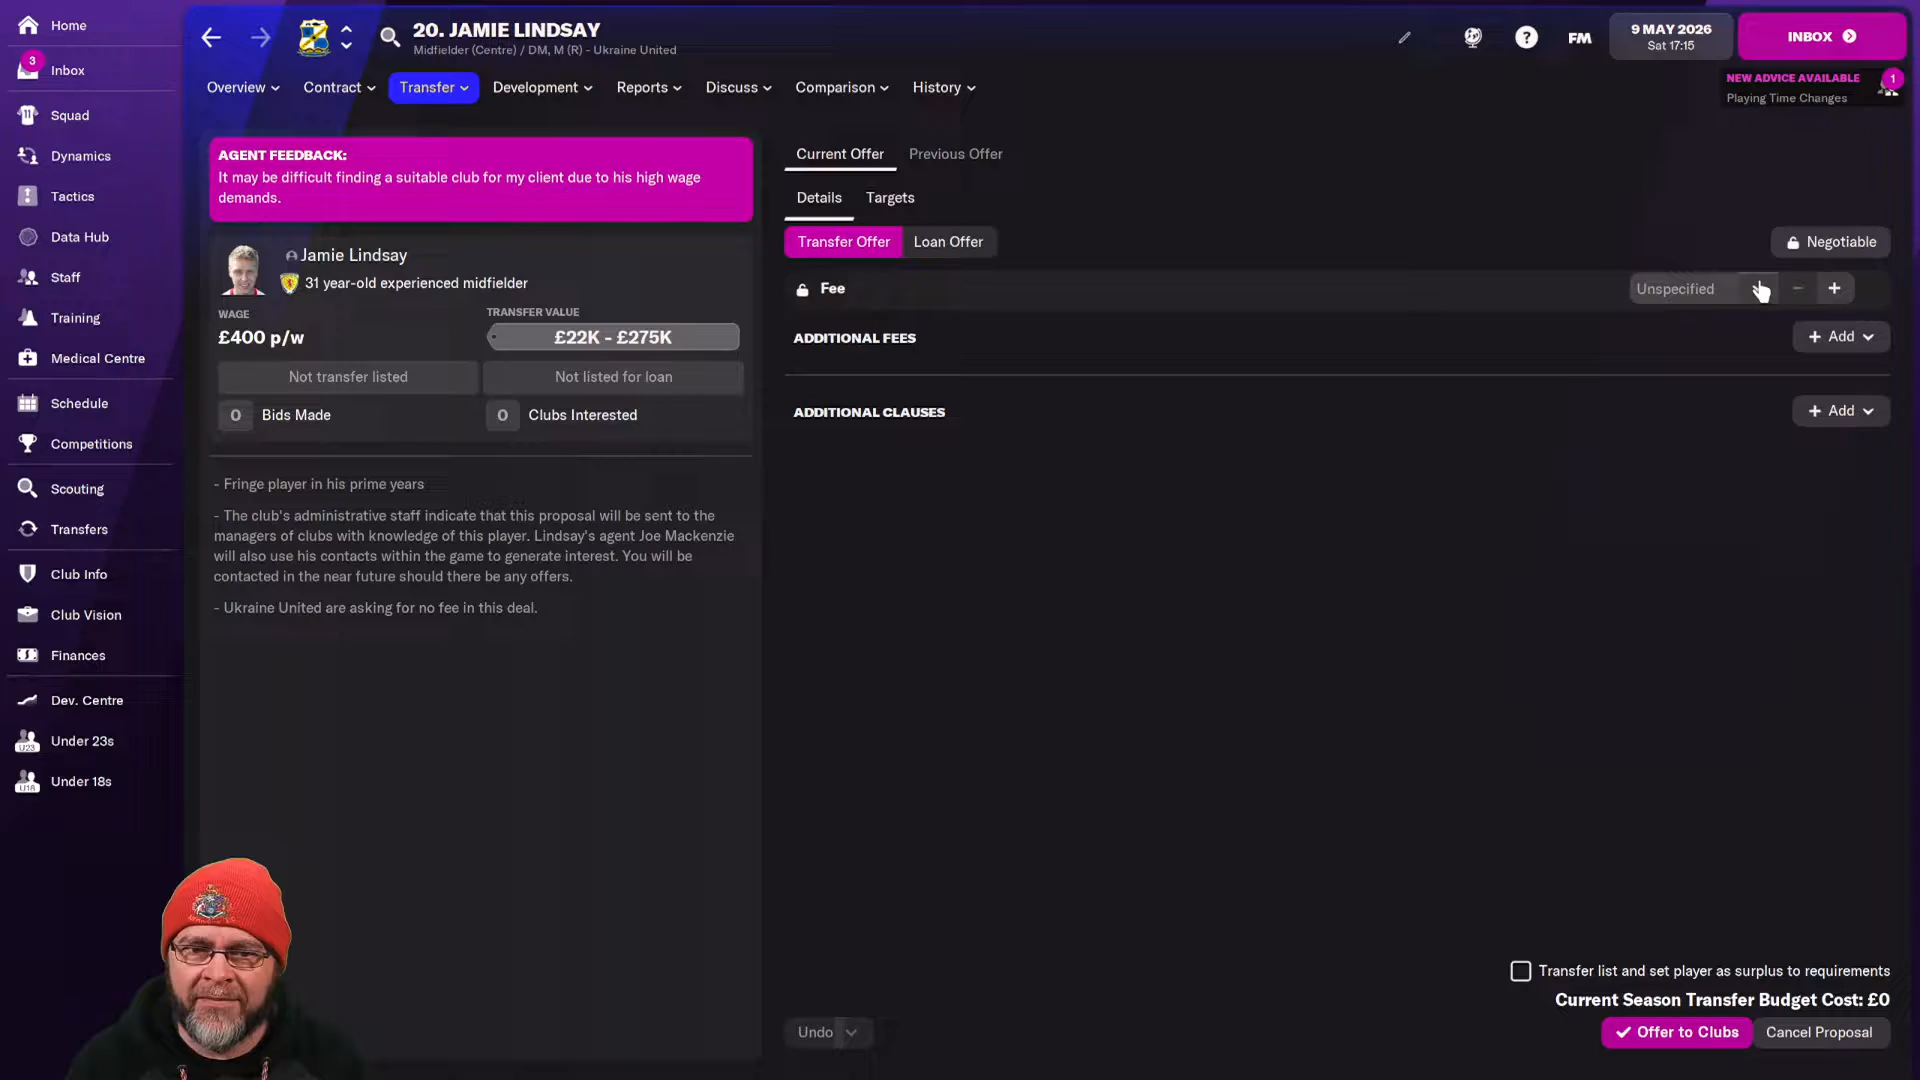 Home
3
Inbox
Squad
Dynamics
Tactics
Data Hub
Staff
Training
Medical Centre
Schedule
Competitions
Scouting
Transfers
Club Info
Club Vision
Finances
Dev. Centre
U23
Under 23s
U18
Under 18s
20. JAMIE LINDSAY
Midfielder (Centre) / DM, M (R) - Ukraine United
?
FM
9 MAY 2026
Sat 17:15
INBOX
Overview
Contract
Transfer
Development
Reports
Discuss
Comparison
History
NEW ADVICE AVAILABLE
Playing Time Changes
1
AGENT FEEDBACK:
It may be difficult finding a suitable club for my client due to his high wage
demands.
Jamie Lindsay
31 year-old experienced midfielder
WAGE
£400 p/w
TRANSFER VALUE
£22K - £275K
Not transfer listed
Not listed for loan
0 Bids Made
0 Clubs Interested
- Fringe player in his prime years
- The club's administrative staff indicate that this proposal will be sent to the
managers of clubs with knowledge of this player. Lindsay's agent Joe Mackenzie
will also use his contacts within the game to generate interest. You will be
contacted in the near future should there be any offers.
- Ukraine United are asking for no fee in this deal.
Current Offer
Previous Offer
Details
Targets
Transfer Offer
Loan Offer
Negotiable
Fee
Unspecified
- +
ADDITIONAL FEES
+ Add
ADDITIONAL CLAUSES
+ Add
Transfer list and set player as surplus to requirements
Current Season Transfer Budget Cost: £0
Undo
Offer to Clubs
Cancel Proposal